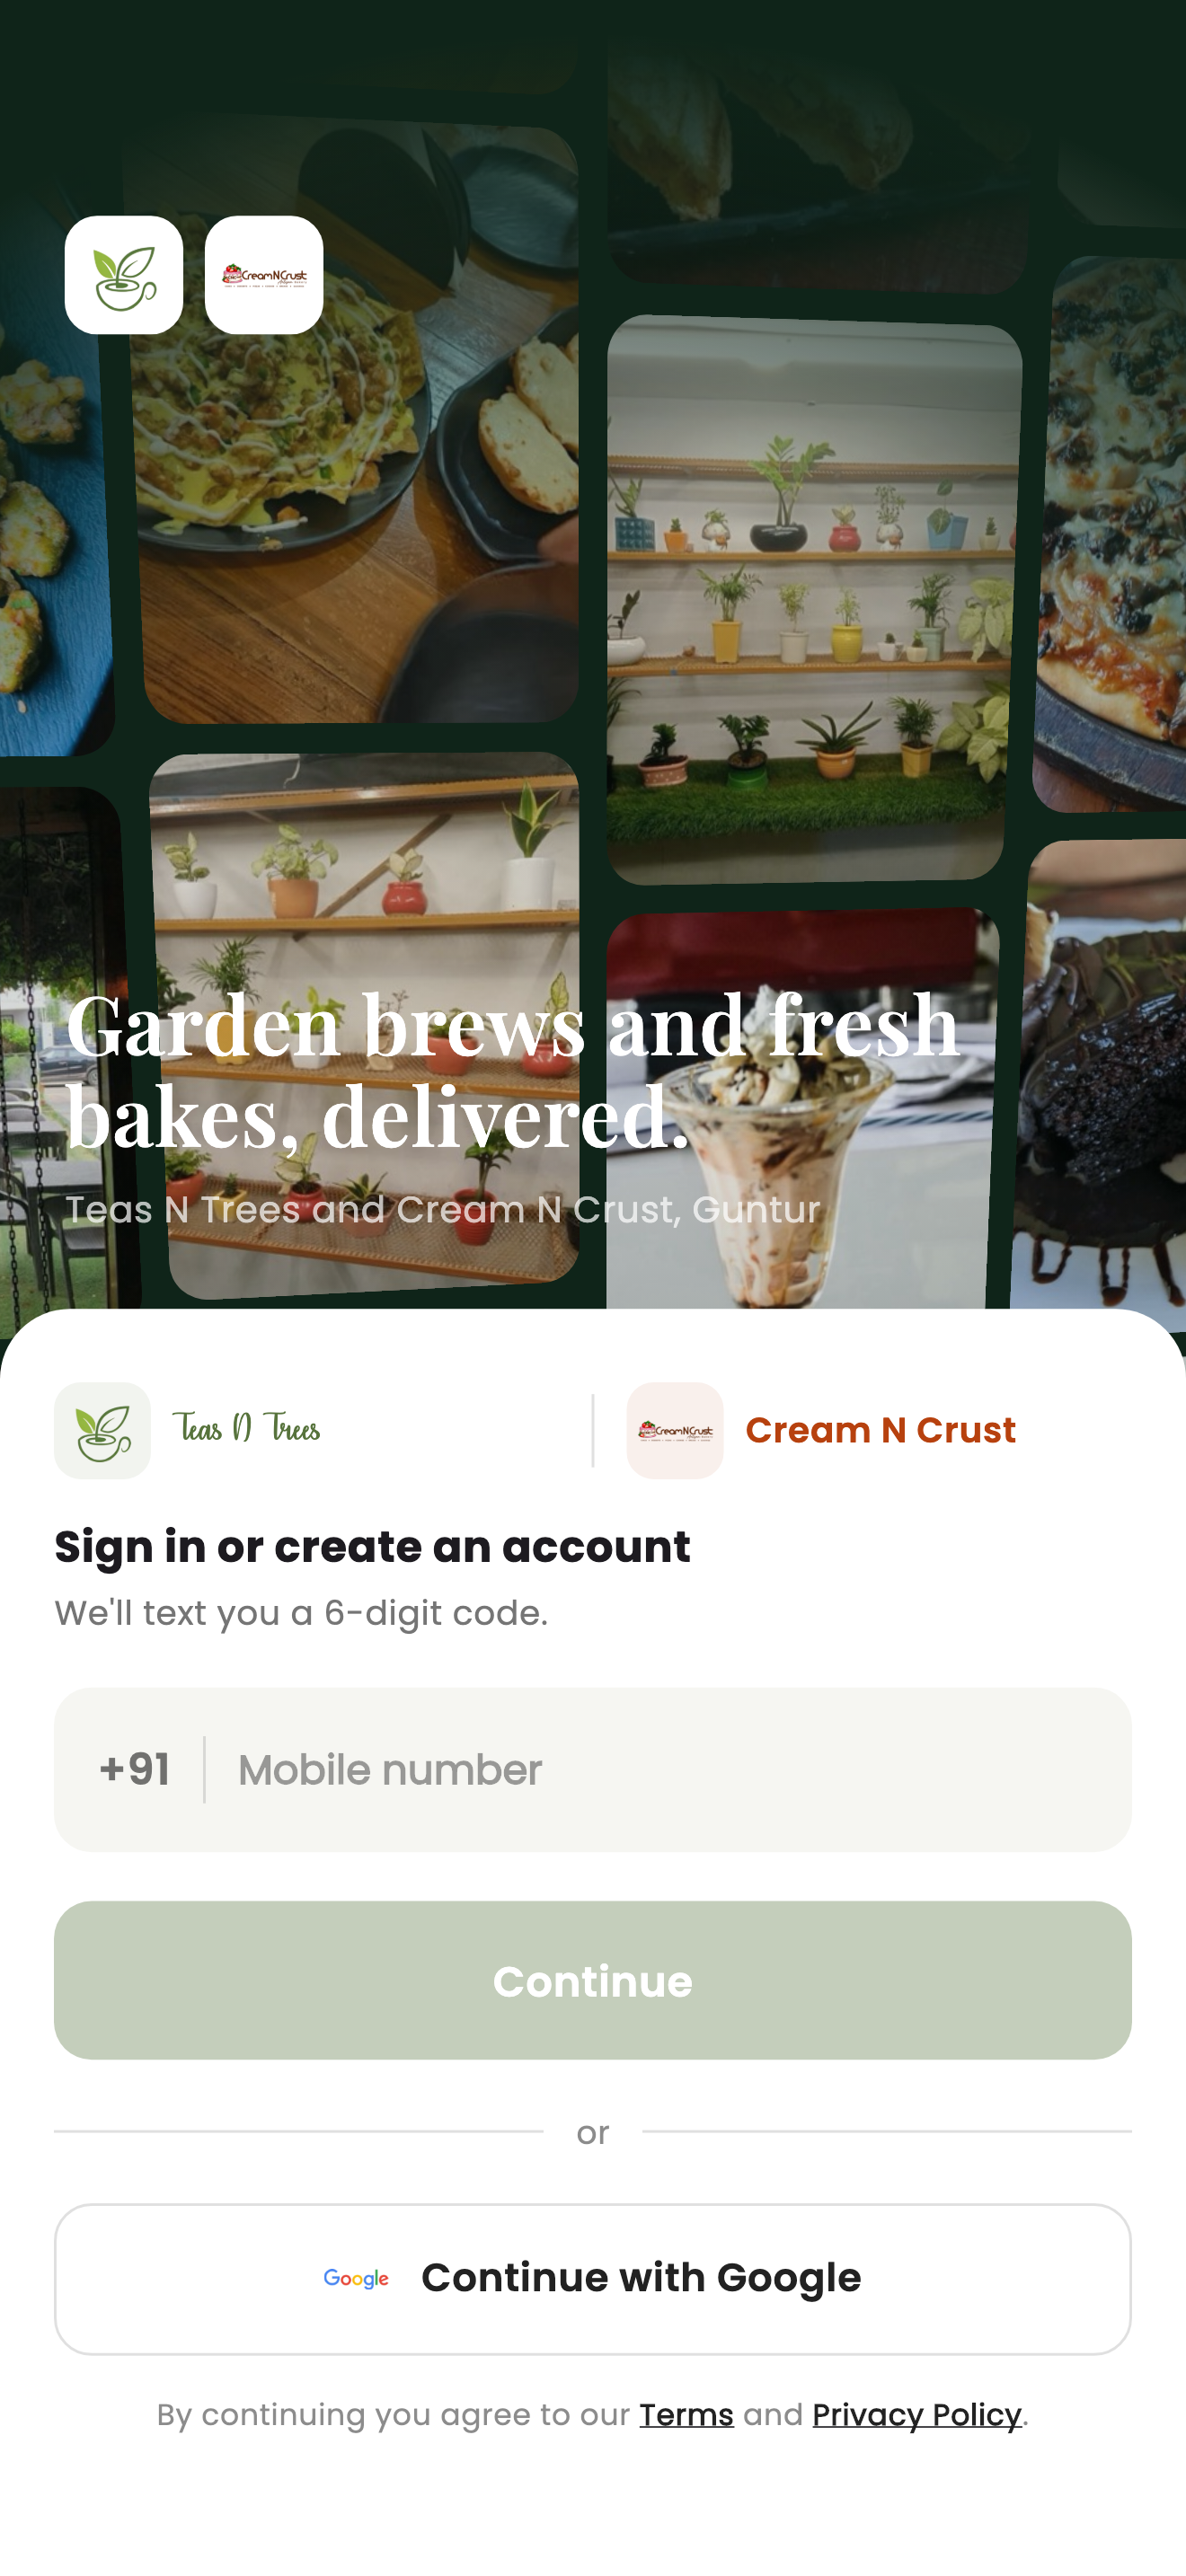 CreamNCrust
Garden brews and fresh
bakes, delivered.
Teas N Trees and Cream N Crust, Guntur
Teas N Trees
CreamNCrust
Cream N Crust
Sign in or create an account
We'll text you a 6-digit code.
+91 Mobile number
Continue
or
Google Continue with Google
By continuing you agree to our Terms and Privacy Policy.